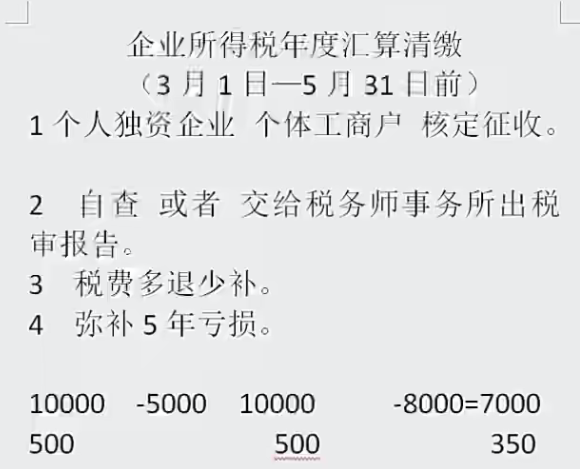 企业所得税年度汇算清缴
（3 月 1 日—5 月 31 日前）
1 个人独资企业 个体工商户 核定征收。
2 自查 或者 交给税务师事务所出税
审报告。
3 税费多退少补。
4 弥补 5 年亏损。
10000 -5000 10000 -8000=7000
500 500 350